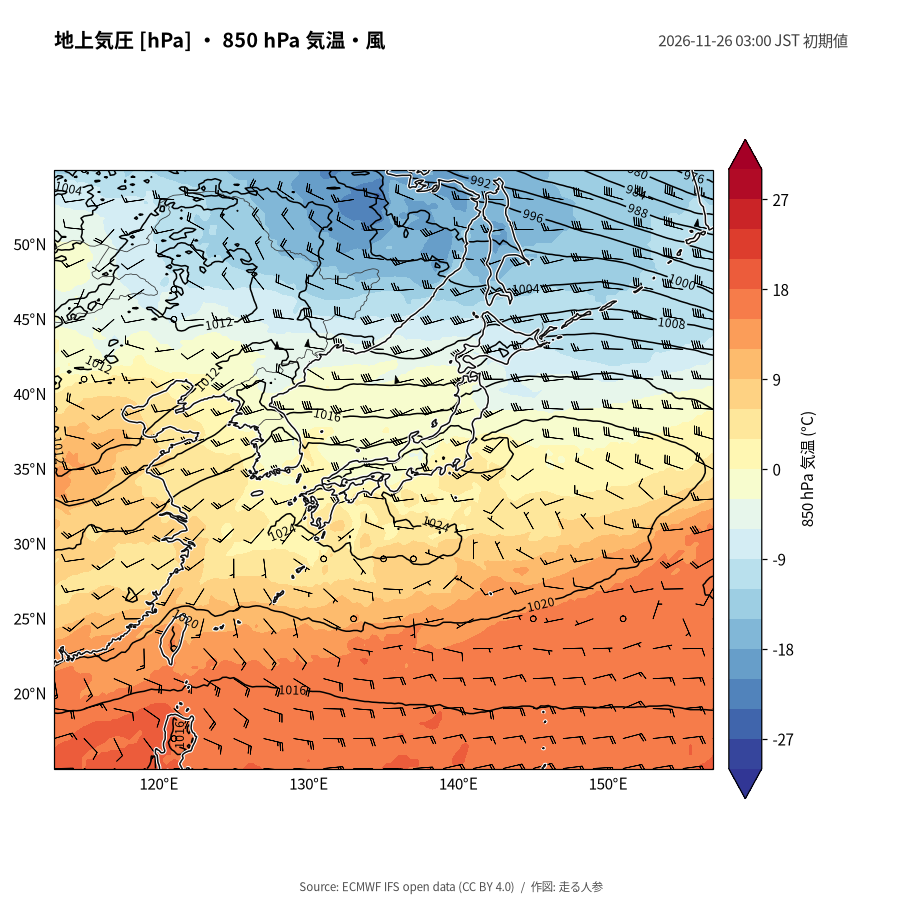 地上気圧 [hPa] ・ 850 hPa 気温・風
2026-11-26 03:00 JST 初期値
1004
992
980
976
984
988
996
1000
1004
1008
1012
1012
1012
1016
1012
1024
1024
1020
1020
1016
1016
50°N
45°N
40°N
35°N
30°N
25°N
20°N
120°E
130°E
140°E
150°E
27
18
9
0
-9
-18
-27
850 hPa 気温 (°C)
Source: ECMWF IFS open data (CC BY 4.0) / 作図: 走る人参